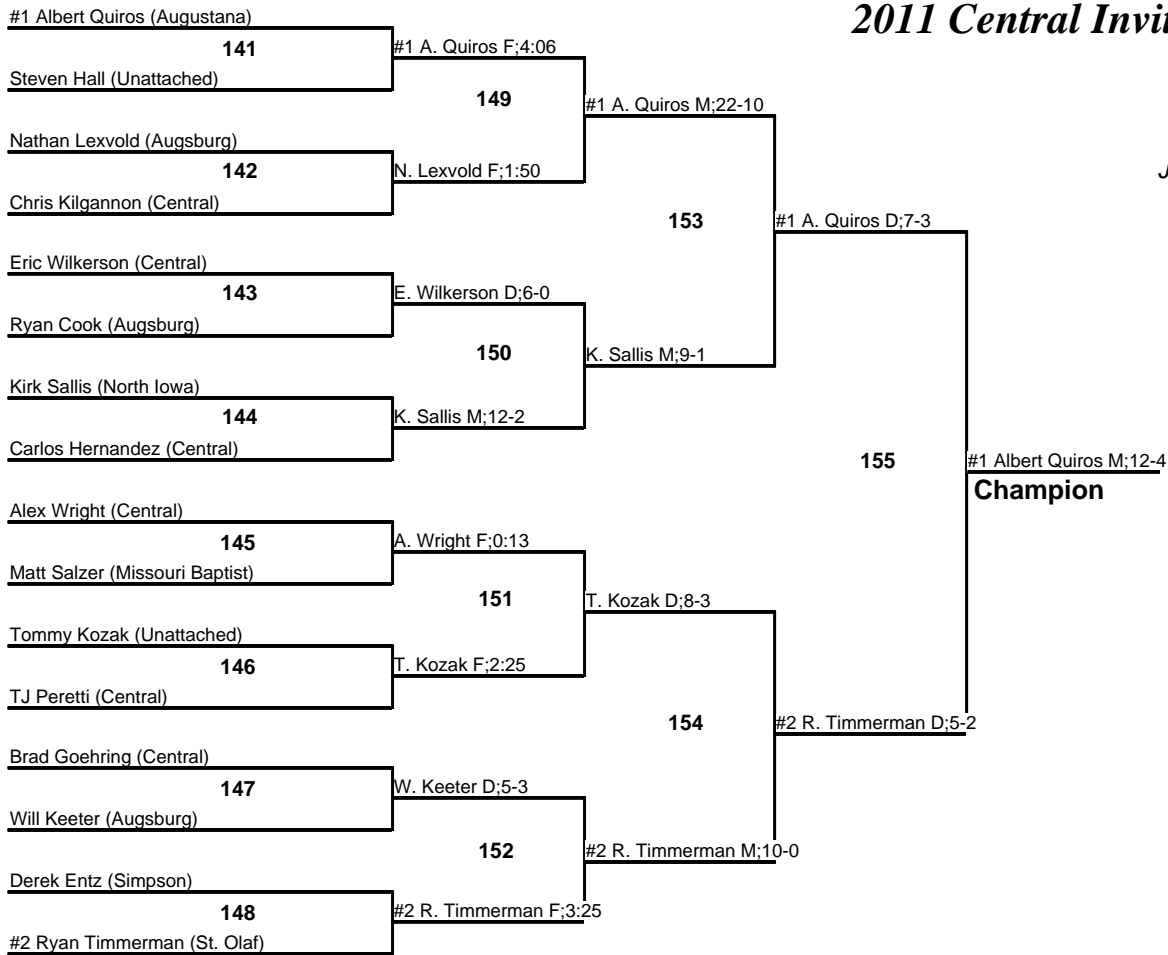 2011 Central Invit
J
#1 Albert Quiros (Augustana)
141
Steven Hall (Unattached)
#1 A. Quiros F;4:06
149
#1 A. Quiros M;22-10
Nathan Lexvold (Augsburg)
142
Chris Kilgannon (Central)
N. Lexvold F;1:50
153
#1 A. Quiros D;7-3
Eric Wilkerson (Central)
143
Ryan Cook (Augsburg)
E. Wilkerson D;6-0
150
K. Sallis M;9-1
Kirk Sallis (North Iowa)
144
Carlos Hernandez (Central)
K. Sallis M;12-2
155
#1 Albert Quiros M;12-4
Champion
Alex Wright (Central)
145
Matt Salzer (Missouri Baptist)
A. Wright F;0:13
151
T. Kozak D;8-3
Tommy Kozak (Unattached)
146
TJ Peretti (Central)
T. Kozak F;2:25
154
#2 R. Timmerman D;5-2
Brad Goehring (Central)
147
Will Keeter (Augsburg)
W. Keeter D;5-3
152
#2 R. Timmerman M;10-0
Derek Entz (Simpson)
148
#2 Ryan Timmerman (St. Olaf)
#2 R. Timmerman F;3:25